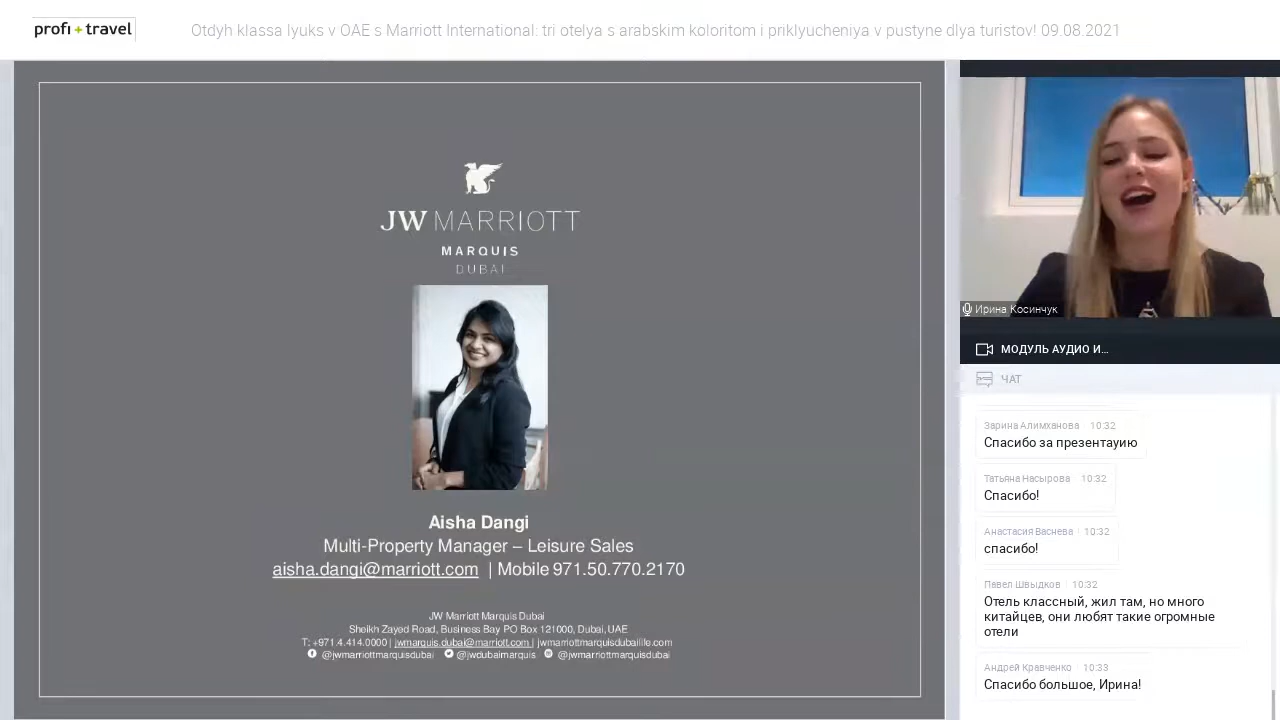 profi + travel
Otdyh klassa lyuks v OAE s Marriott International: tri otelya s arabskim koloritom i priklyucheniya v pustyne dlya turistov! 09.08.2021
JW MARRIOTT
MARQUIS
DUBAI
Aisha Dangi
Multi-Property Manager – Leisure Sales
aisha.dangi@marriott.com | Mobile 971.50.770.2170
JW Marriott Marquis Dubai
Sheikh Zayed Road, Business Bay PO Box 121000, Dubai, UAE
T: +971.4.414.0000 | jwmarquis.dubai@marriott.com | jwmarriottmarquisdubailife.com
@jwmarriottmarquisdubai @jwdubaimarquis @jwmarriottmarquisdubai
Ирина Косинчук
МОДУЛЬ АУДИО И...
ЧАТ
Зарина Алимханова 10:32
Спасибо за презентауию
Татьяна Насырова 10:32
Спасибо!
Анастасия Васнева 10:32
спасибо!
Павел Швыдков 10:32
Отель классный, жил там, но много
китайцев, они любят такие огромные
отели
Андрей Кравченко 10:33
Спасибо большое, Ирина!